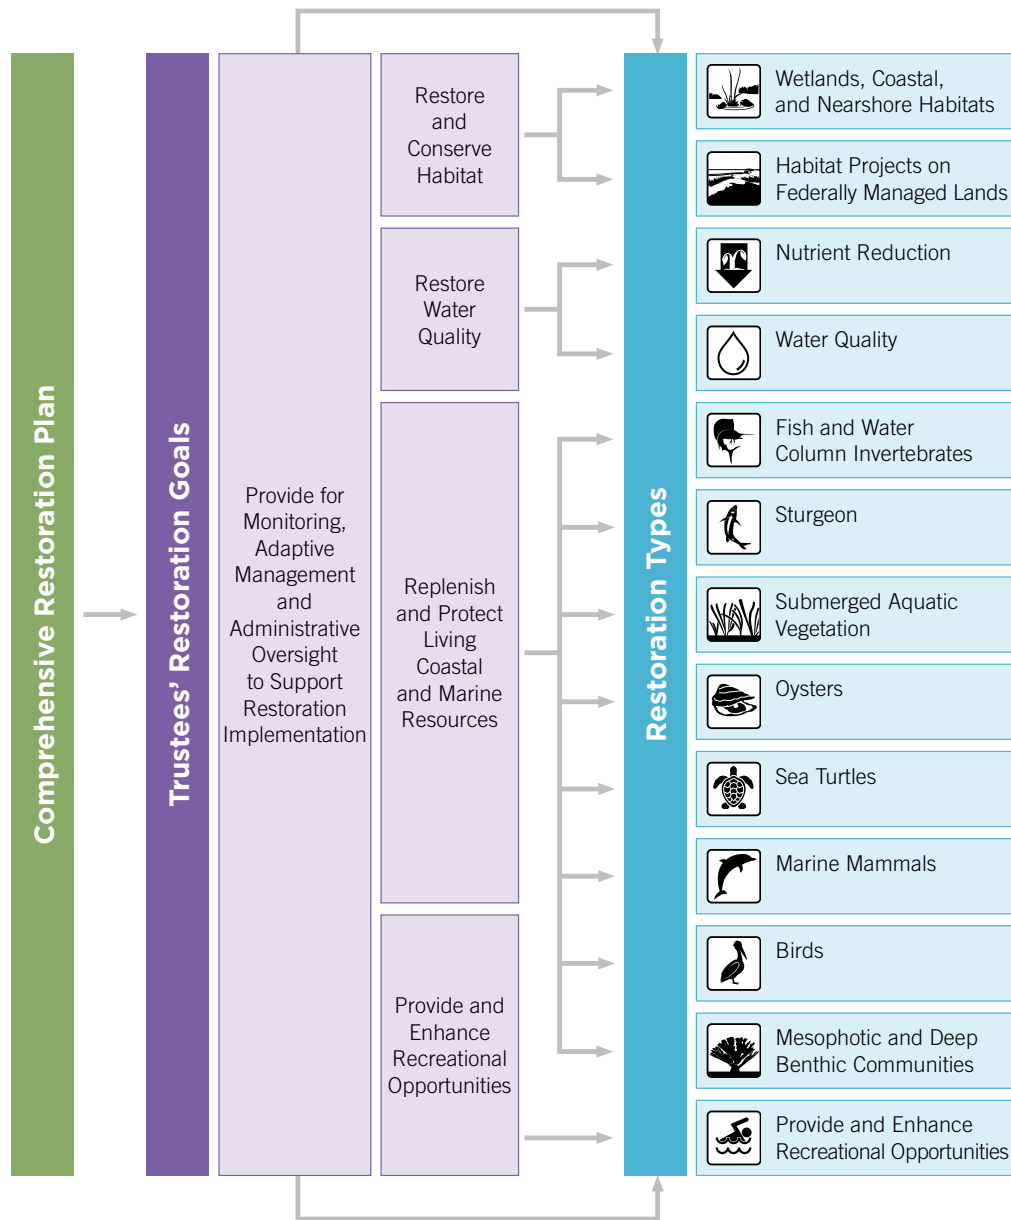 Comprehensive Restoration Plan
Trustees’ Restoration Goals
Provide for
Monitoring,
Adaptive
Management
and
Administrative
Oversight
to Support
Restoration
Implementation
Restore
and
Conserve
Habitat
Restore
Water
Quality
Replenish
and Protect
Living
Coastal
and Marine
Resources
Provide and
Enhance
Recreational
Opportunities
Restoration Types
Wetlands, Coastal,
and Nearshore Habitats
Habitat Projects on
Federally Managed Lands
Nutrient Reduction
Water Quality
Fish and Water
Column Invertebrates
Sturgeon
Submerged Aquatic
Vegetation
Oysters
Sea Turtles
Marine Mammals
Birds
Mesophotic and Deep
Benthic Communities
Provide and Enhance
Recreational Opportunities